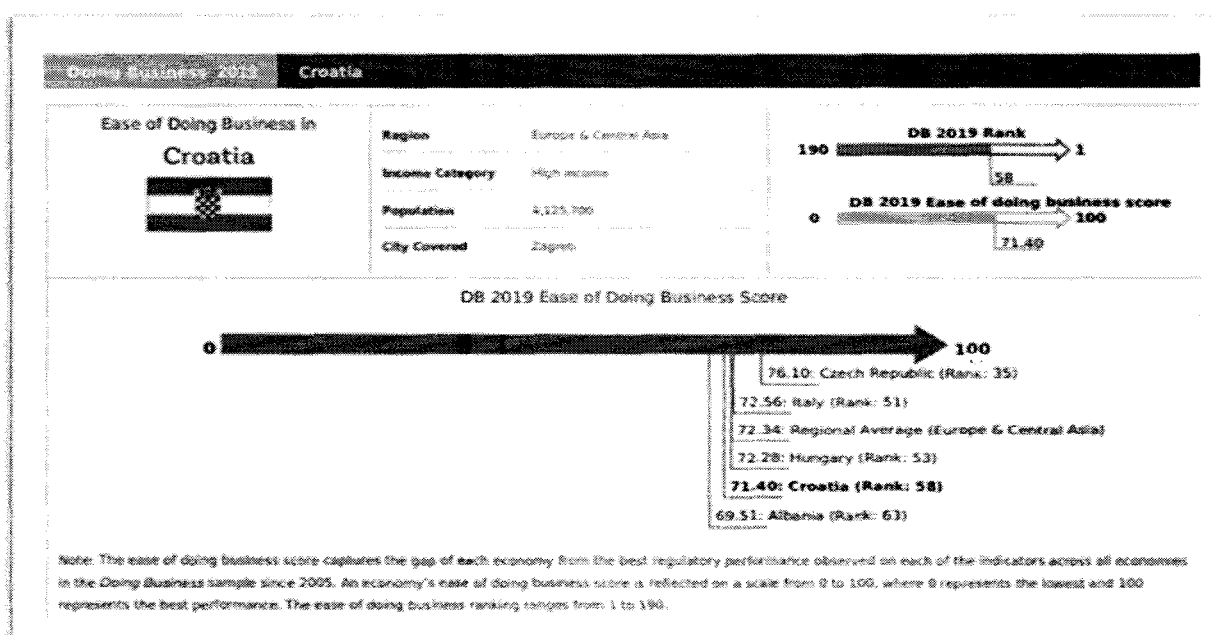 Doing Business 2019 Croatia
Ease of Doing Business in
Croatia
Region Europe & Central Asia
Income Category High income
Population 4,125,700
City Covered Zagreb
DB 2019 Rank
190 1
58
DB 2019 Ease of doing business score
0 100
71.40
DB 2019 Ease of Doing Business Score
0 100
76.10: Czech Republic (Rank: 35)
72.56: Italy (Rank: 51)
72.34: Regional Average (Europe & Central Asia)
72.28: Hungary (Rank: 53)
71.40: Croatia (Rank: 58)
69.51: Albania (Rank: 63)
Note: The ease of doing business score captures the gap of each economy from the best regulatory performance observed on each of the indicators across all economies
in the Doing Business sample since 2005. An economy's ease of doing business score is reflected on a scale from 0 to 100, where 0 represents the lowest and 100
represents the best performance. The ease of doing business ranking ranges from 1 to 190.